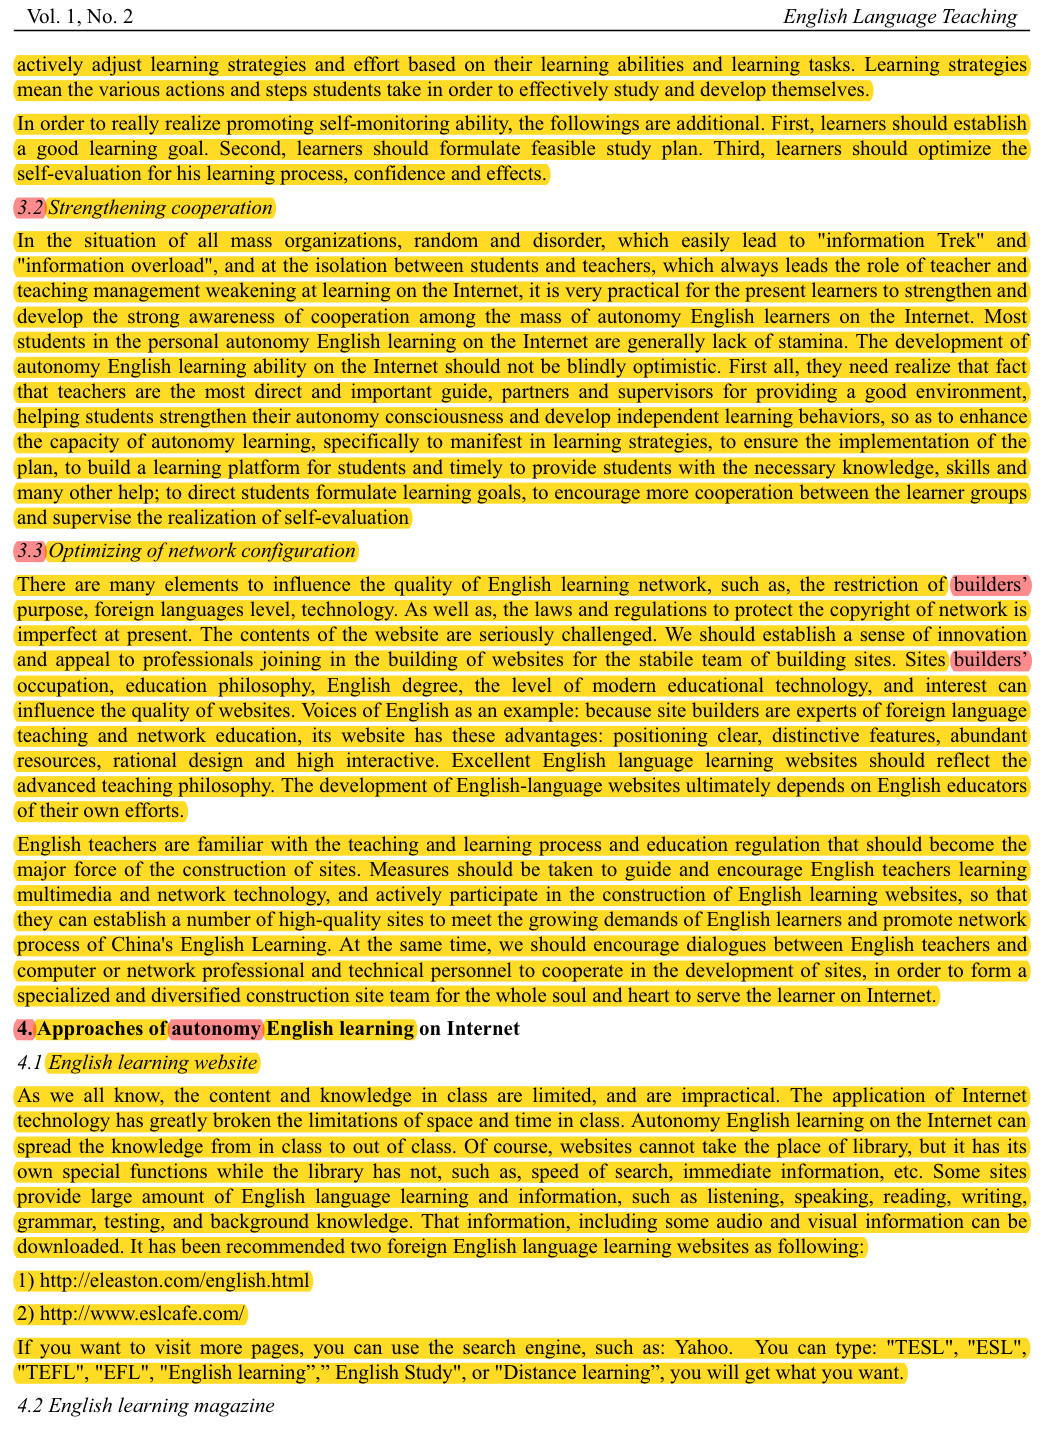 Vol. 1, No. 2 English Language Teaching
actively adjust learning strategies and effort based on their learning abilities and learning tasks. Learning strategies
mean the various actions and steps students take in order to effectively study and develop themselves.
In order to really realize promoting self-monitoring ability, the followings are additional. First, learners should establish
a good learning goal. Second, learners should formulate feasible study plan. Third, learners should optimize the
self-evaluation for his learning process, confidence and effects.
3.2 Strengthening cooperation
In the situation of all mass organizations, random and disorder, which easily lead to "information Trek" and
"information overload", and at the isolation between students and teachers, which always leads the role of teacher and
teaching management weakening at learning on the Internet, it is very practical for the present learners to strengthen and
develop the strong awareness of cooperation among the mass of autonomy English learners on the Internet. Most
students in the personal autonomy English learning on the Internet are generally lack of stamina. The development of
autonomy English learning ability on the Internet should not be blindly optimistic. First all, they need realize that fact
that teachers are the most direct and important guide, partners and supervisors for providing a good environment,
helping students strengthen their autonomy consciousness and develop independent learning behaviors, so as to enhance
the capacity of autonomy learning, specifically to manifest in learning strategies, to ensure the implementation of the
plan, to build a learning platform for students and timely to provide students with the necessary knowledge, skills and
many other help; to direct students formulate learning goals, to encourage more cooperation between the learner groups
and supervise the realization of self-evaluation
3.3 Optimizing of network configuration
There are many elements to influence the quality of English learning network, such as, the restriction of builders’
purpose, foreign languages level, technology. As well as, the laws and regulations to protect the copyright of network is
imperfect at present. The contents of the website are seriously challenged. We should establish a sense of innovation
and appeal to professionals joining in the building of websites for the stabile team of building sites. Sites builders’
occupation, education philosophy, English degree, the level of modern educational technology, and interest can
influence the quality of websites. Voices of English as an example: because site builders are experts of foreign language
teaching and network education, its website has these advantages: positioning clear, distinctive features, abundant
resources, rational design and high interactive. Excellent English language learning websites should reflect the
advanced teaching philosophy. The development of English-language websites ultimately depends on English educators
of their own efforts.
English teachers are familiar with the teaching and learning process and education regulation that should become the
major force of the construction of sites. Measures should be taken to guide and encourage English teachers learning
multimedia and network technology, and actively participate in the construction of English learning websites, so that
they can establish a number of high-quality sites to meet the growing demands of English learners and promote network
process of China's English Learning. At the same time, we should encourage dialogues between English teachers and
computer or network professional and technical personnel to cooperate in the development of sites, in order to form a
specialized and diversified construction site team for the whole soul and heart to serve the learner on Internet.
4. Approaches of autonomy English learning on Internet
4.1 English learning website
As we all know, the content and knowledge in class are limited, and are impractical. The application of Internet
technology has greatly broken the limitations of space and time in class. Autonomy English learning on the Internet can
spread the knowledge from in class to out of class. Of course, websites cannot take the place of library, but it has its
own special functions while the library has not, such as, speed of search, immediate information, etc. Some sites
provide large amount of English language learning and information, such as listening, speaking, reading, writing,
grammar, testing, and background knowledge. That information, including some audio and visual information can be
downloaded. It has been recommended two foreign English language learning websites as following:
1) http://eleaston.com/english.html
2) http://www.eslcafe.com/
If you want to visit more pages, you can use the search engine, such as: Yahoo. You can type: "TESL", "ESL",
"TEFL", "EFL", "English learning”,” English Study", or "Distance learning”, you will get what you want.
4.2 English learning magazine